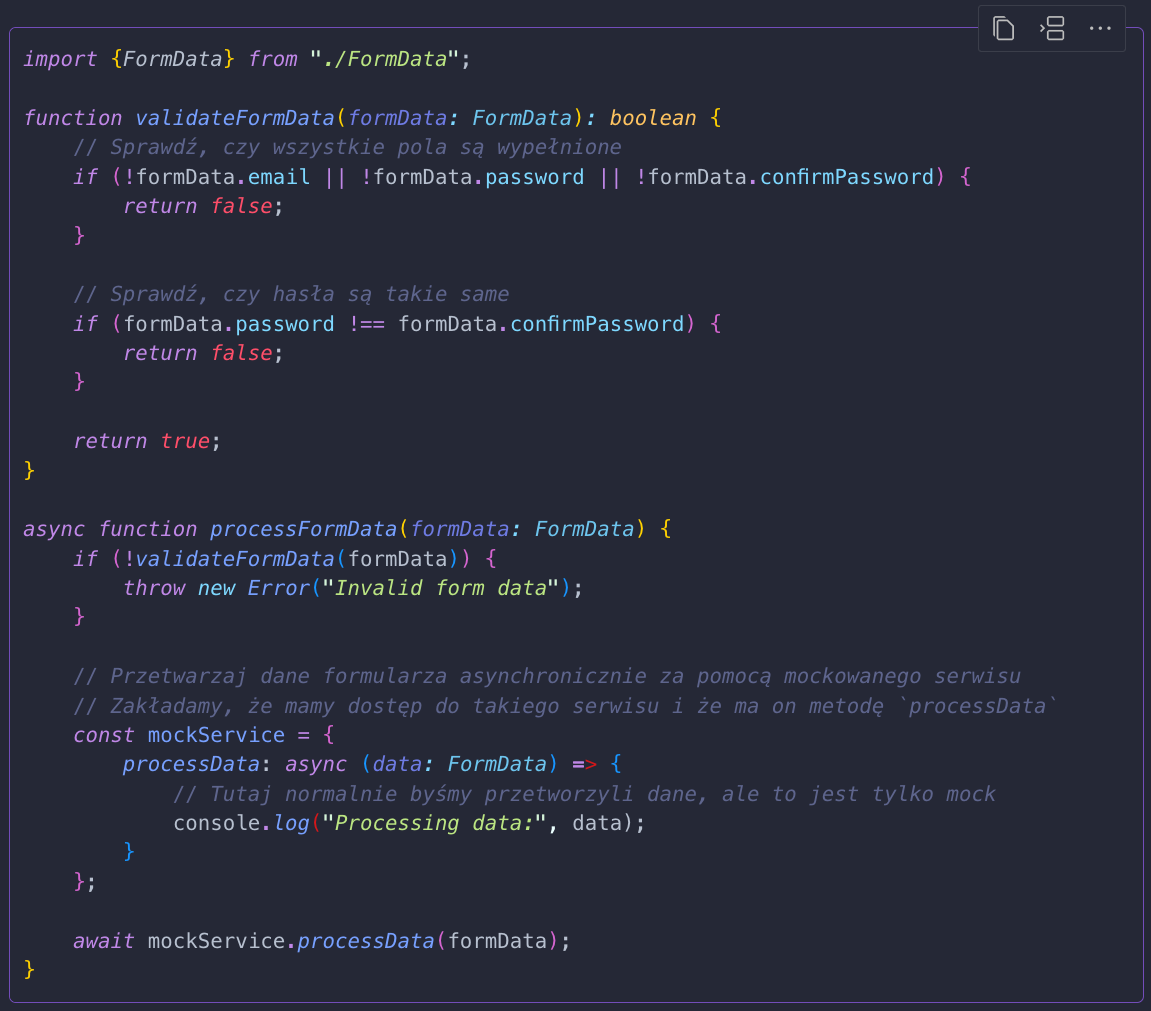 import {FormData} from "./FormData";

function validateFormData(formData: FormData): boolean {
    // Sprawdź, czy wszystkie pola są wypełnione
    if (!formData.email || !formData.password || !formData.confirmPassword) {
        return false;
    }

    // Sprawdź, czy hasła są takie same
    if (formData.password !== formData.confirmPassword) {
        return false;
    }

    return true;
}

async function processFormData(formData: FormData) {
    if (!validateFormData(formData)) {
        throw new Error("Invalid form data");
    }

    // Przetwarzaj dane formularza asynchronicznie za pomocą mockowanego serwisu
    // Zakładamy, że mamy dostęp do takiego serwisu i że ma on metodę `processData`
    const mockService = {
        processData: async (data: FormData) => {
            // Tutaj normalnie byśmy przetworzyli dane, ale to jest tylko mock
            console.log("Processing data:", data);
        }
    };

    await mockService.processData(formData);
}